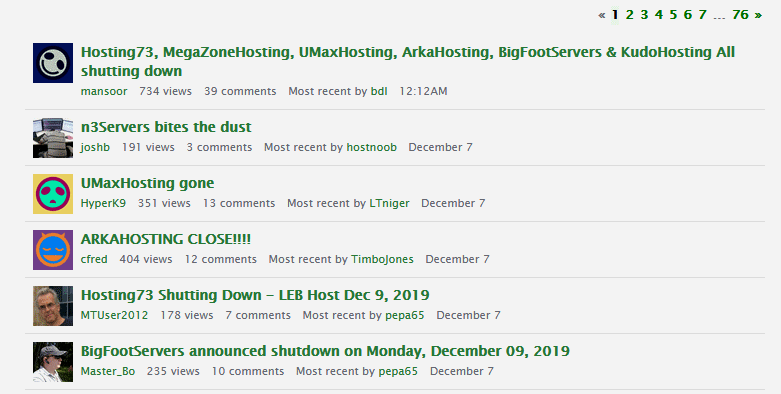 « 1 2 3 4 5 6 7 … 76 »
Hosting73, MegaZoneHosting, UMaxHosting, ArkaHosting, BigFootServers & KudoHosting All
shutting down
mansoor 734 views 39 comments Most recent by bdl 12:12AM
n3Servers bites the dust
joshb 191 views 3 comments Most recent by hostnoob December 7
UMaxHosting gone
HyperK9 351 views 13 comments Most recent by LTniger December 7
ARKAHOSTING CLOSE!!!!
cfred 404 views 12 comments Most recent by TimboJones December 7
Hosting73 Shutting Down - LEB Host Dec 9, 2019
MTUser2012 178 views 7 comments Most recent by pepa65 December 7
BigFootServers announced shutdown on Monday, December 09, 2019
Master_Bo 235 views 10 comments Most recent by pepa65 December 7